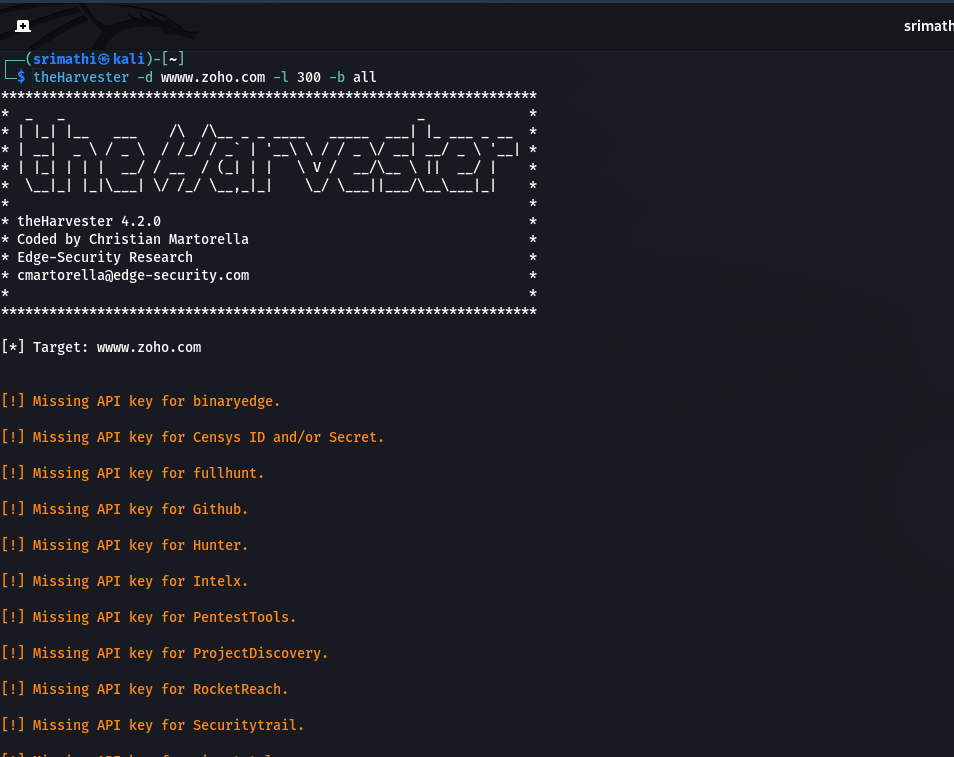 srimath
┌──(srimathi㉿kali)-[~]
└─$ theHarvester -d wwww.zoho.com -l 300 -b all
*******************************************************************
*  _   _                                            _             *
* | |_| |__   ___    /\  /\__ _ _ ____   _____  ___| |_ ___ _ __  *
* | __|  _ \ / _ \  / /_/ / _` | '__\ \ / / _ \/ __| __/ _ \ '__| *
* | |_| | | |  __/ / __  / (_| | |   \ V /  __/\__ \ ||  __/ |    *
*  \__|_| |_|\___| \/ /_/ \__,_|_|    \_/ \___||___/\__\___|_|    *
*                                                                 *
* theHarvester 4.2.0                                              *
* Coded by Christian Martorella                                   *
* Edge-Security Research                                          *
* cmartorella@edge-security.com                                   *
*                                                                 *
*******************************************************************
[*] Target: wwww.zoho.com
[!] Missing API key for binaryedge.
[!] Missing API key for Censys ID and/or Secret.
[!] Missing API key for fullhunt.
[!] Missing API key for Github.
[!] Missing API key for Hunter.
[!] Missing API key for Intelx.
[!] Missing API key for PentestTools.
[!] Missing API key for ProjectDiscovery.
[!] Missing API key for RocketReach.
[!] Missing API key for Securitytrail.